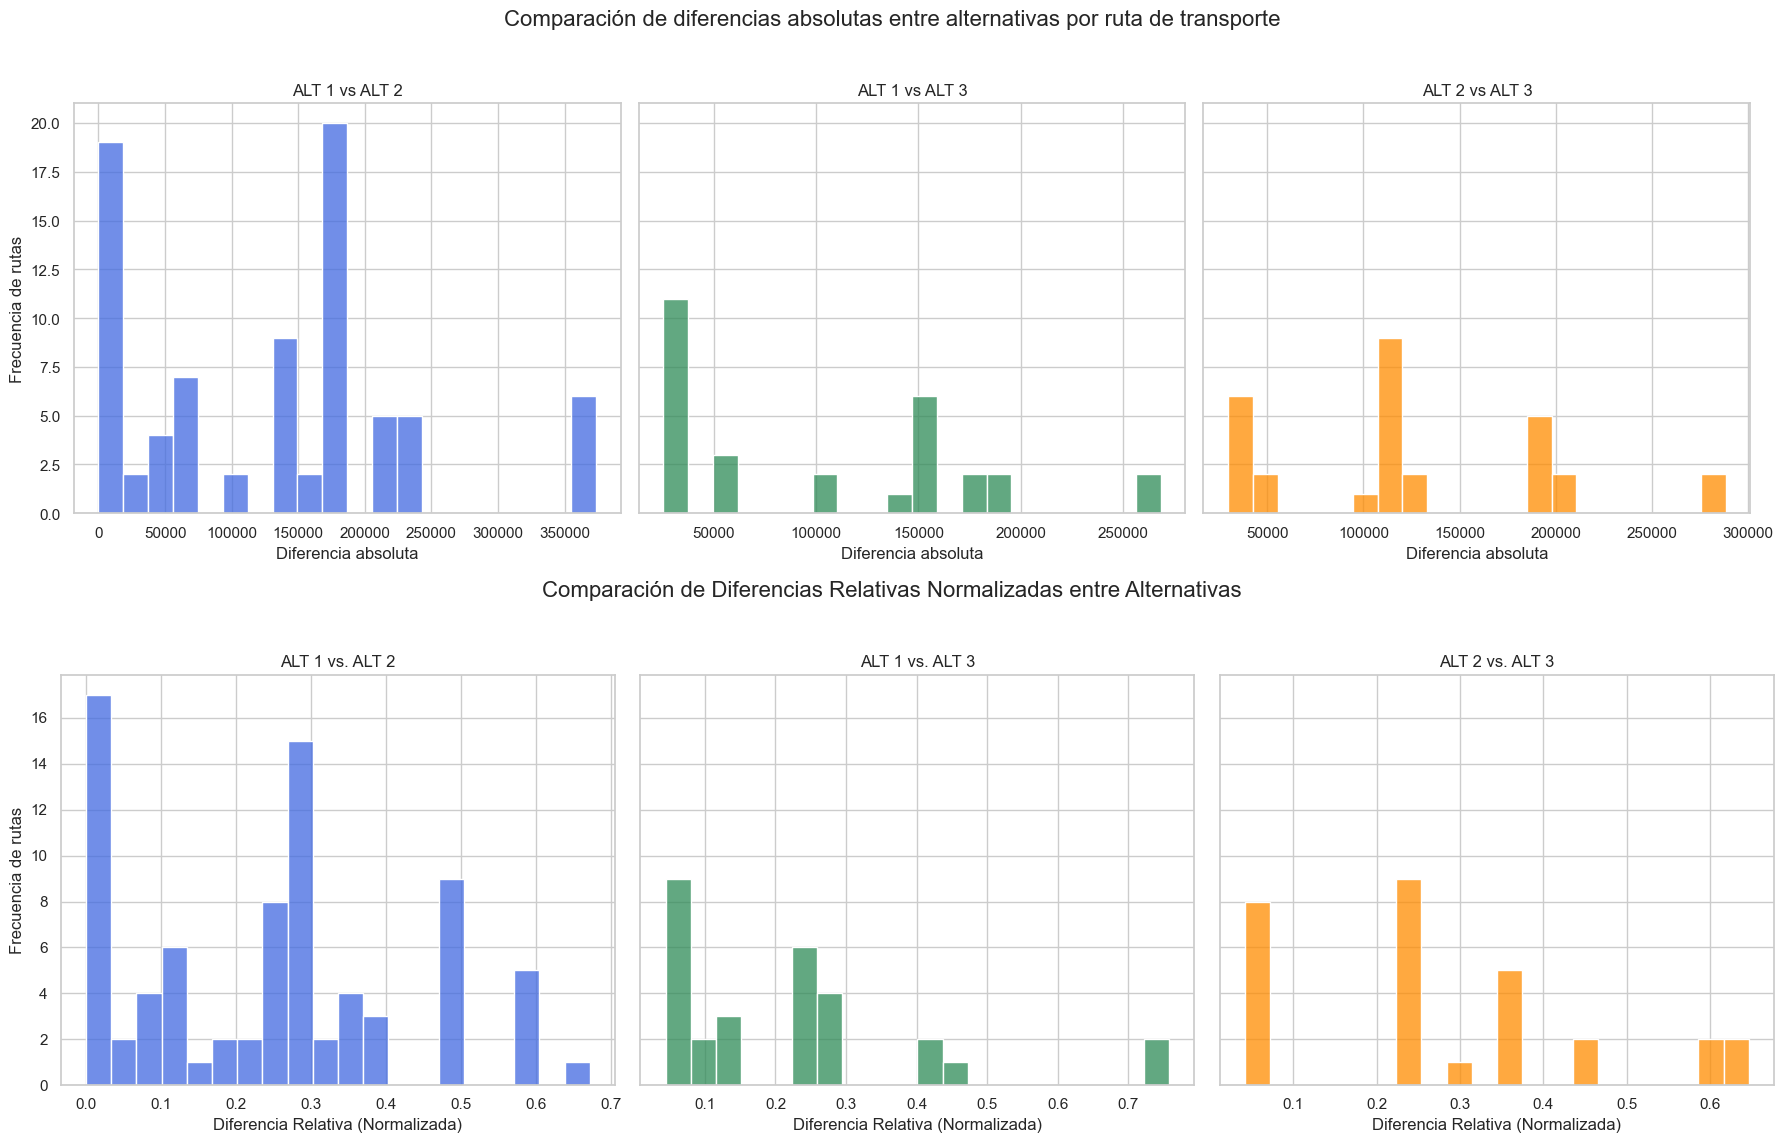 Comparación de diferencias absolutas entre alternativas por ruta de transporte
ALT 1 vs ALT 2
ALT 1 vs ALT 3
ALT 2 vs ALT 3
Frecuencia de rutas
20.0
17.5
15.0
12.5
10.0
7.5
5.0
2.5
0.0
0 50000 100000 150000 200000 250000 300000 350000
50000 100000 150000 200000 250000
50000 100000 150000 200000 250000 300000
Diferencia absoluta
Diferencia absoluta
Diferencia absoluta
Comparación de Diferencias Relativas Normalizadas entre Alternativas
ALT 1 vs. ALT 2
ALT 1 vs. ALT 3
ALT 2 vs. ALT 3
Frecuencia de rutas
16
14
12
10
8
6
4
2
0
0.0 0.1 0.2 0.3 0.4 0.5 0.6 0.7
0.1 0.2 0.3 0.4 0.5 0.6 0.7
0.1 0.2 0.3 0.4 0.5 0.6
Diferencia Relativa (Normalizada)
Diferencia Relativa (Normalizada)
Diferencia Relativa (Normalizada)